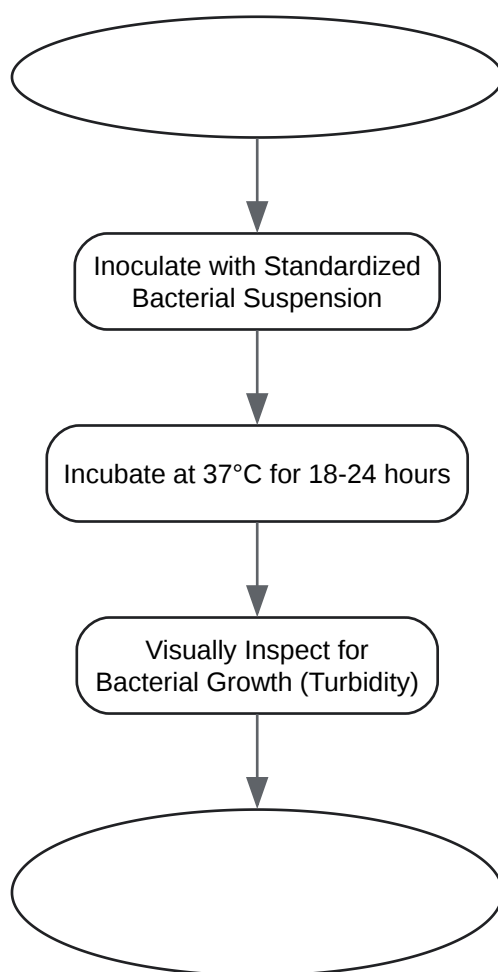 Inoculate with Standardized
Bacterial Suspension
Incubate at 37°C for 18-24 hours
Visually Inspect for
Bacterial Growth (Turbidity)